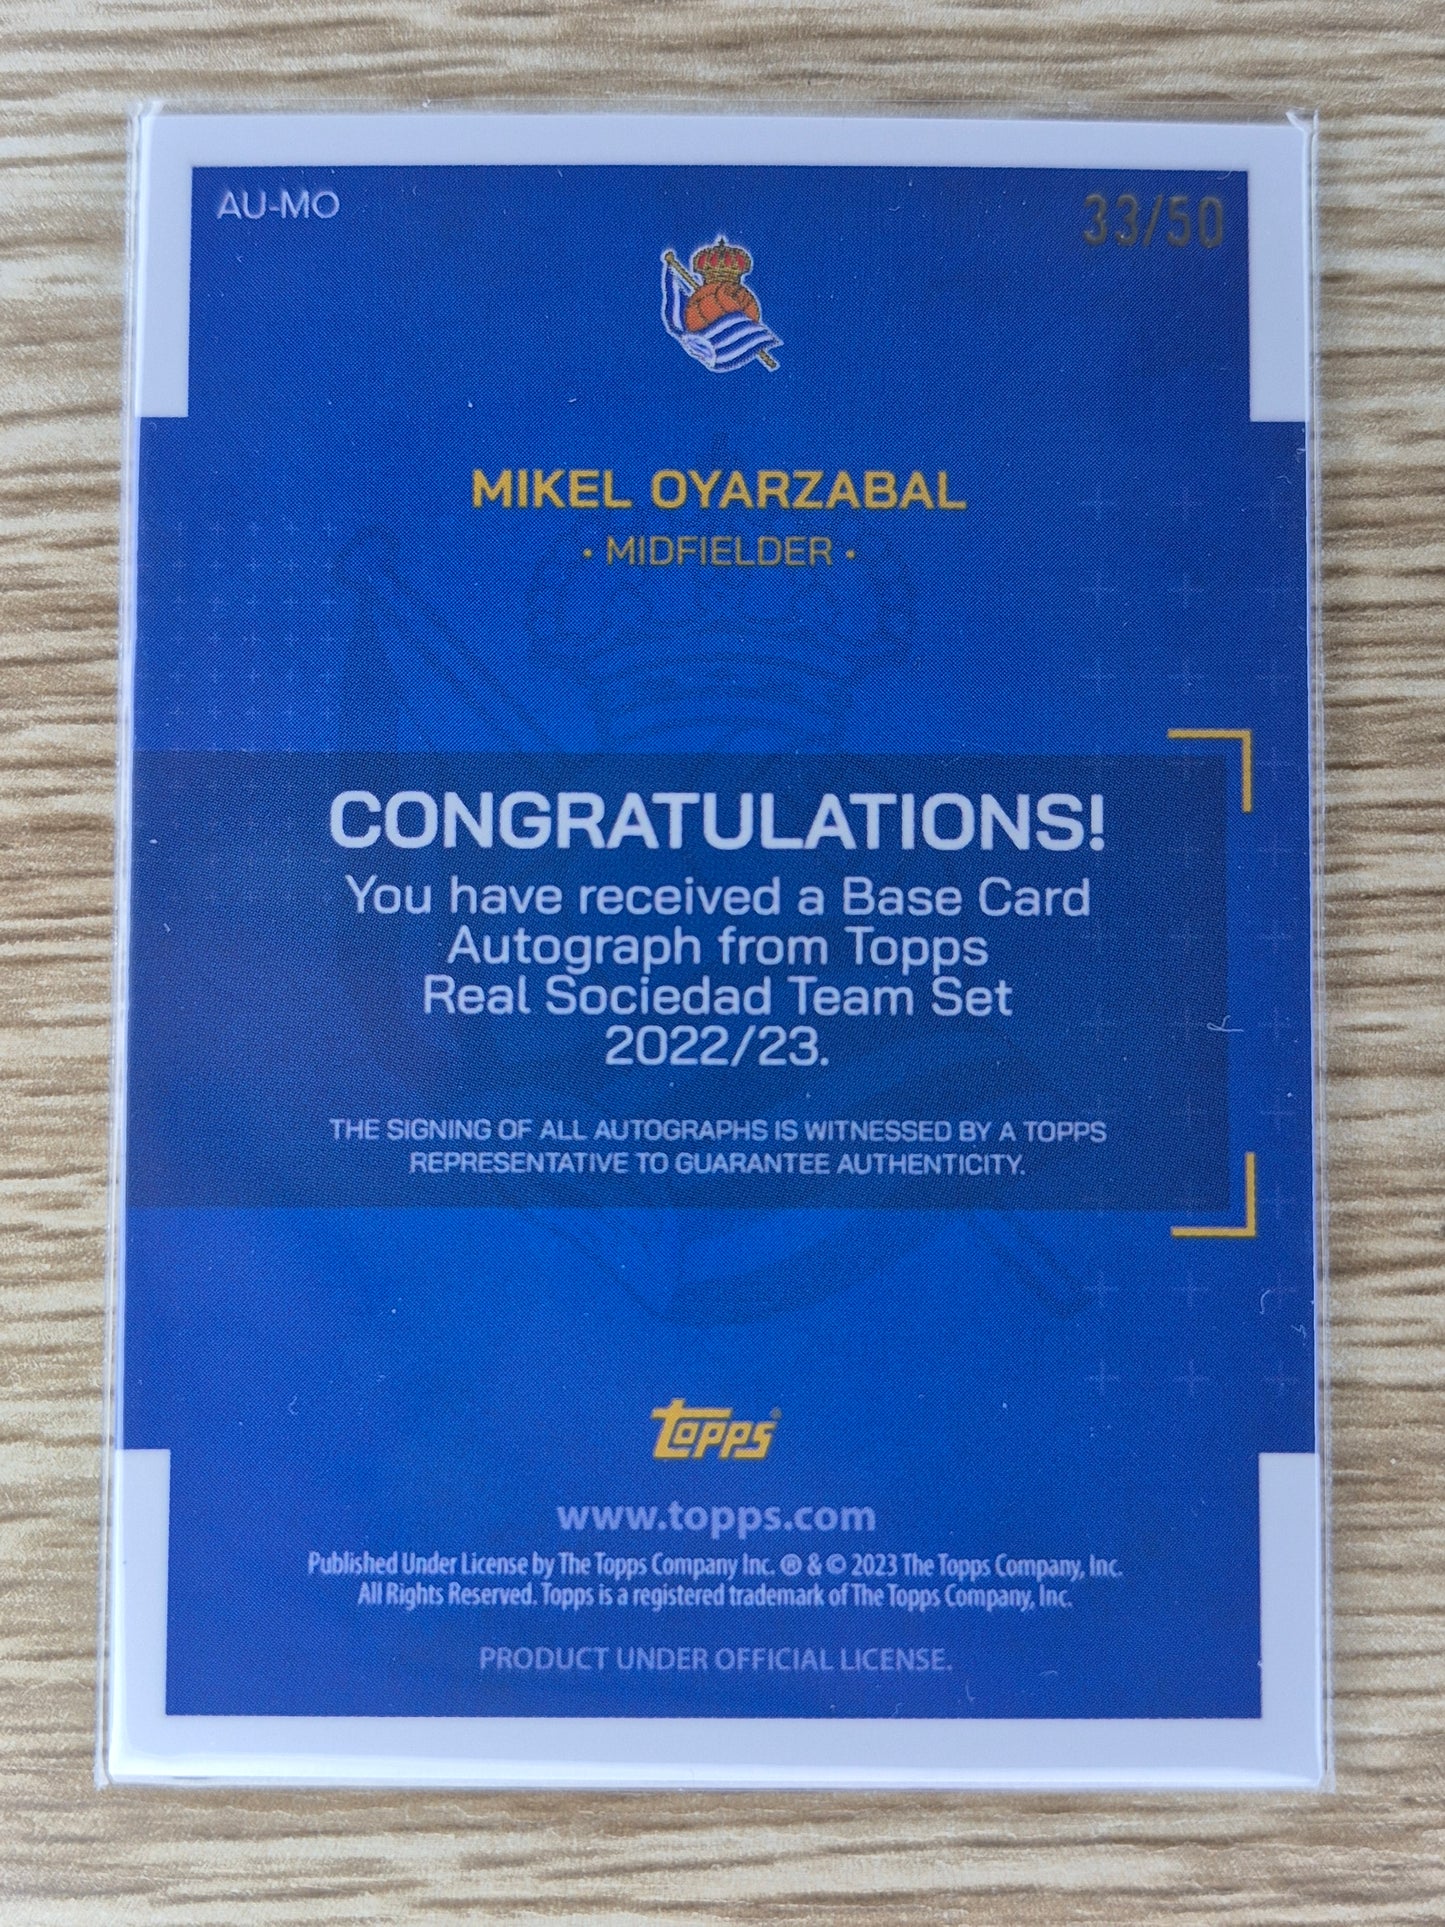 AU-MO
33/50
MIKEL OYARZABAL
• MIDFIELDER •
CONGRATULATIONS!
You have received a Base Card
Autograph from Topps
Real Sociedad Team Set
2022/23.
THE SIGNING OF ALL AUTOGRAPHS IS WITNESSED BY A TOPPS
REPRESENTATIVE TO GUARANTEE AUTHENTICITY.
topps®
www.topps.com
Published Under License by The Topps Company Inc. ® & © 2023 The Topps Company, Inc.
All Rights Reserved. Topps is a registered trademark of The Topps Company, Inc.
PRODUCT UNDER OFFICIAL LICENSE.